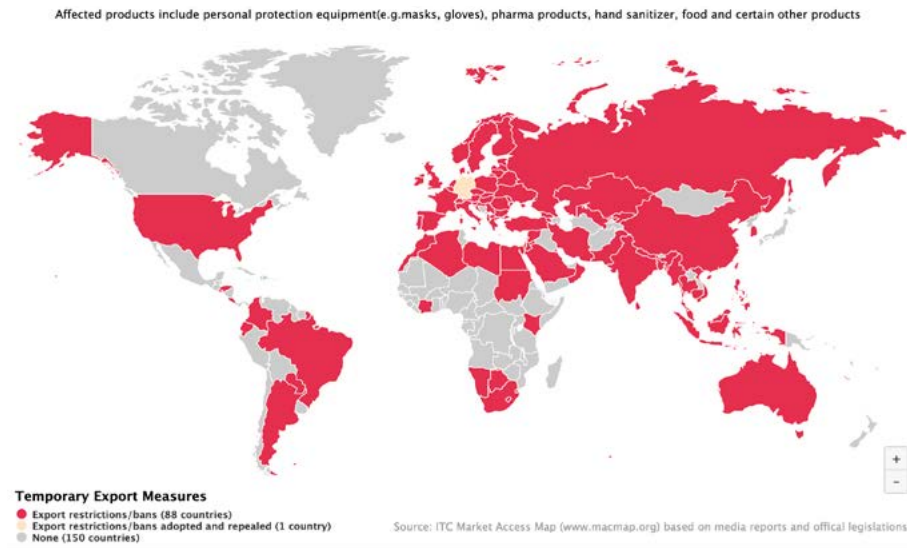 Affected products include personal protection equipment(e.g.masks, gloves), pharma products, hand sanitizer, food and certain other products
+
−
Temporary Export Measures
Export restrictions/bans (88 countries)
Export restrictions/bans adopted and repealed (1 country)
None (150 countries)
Source: ITC Market Access Map (www.macmap.org) based on media reports and offical legislations